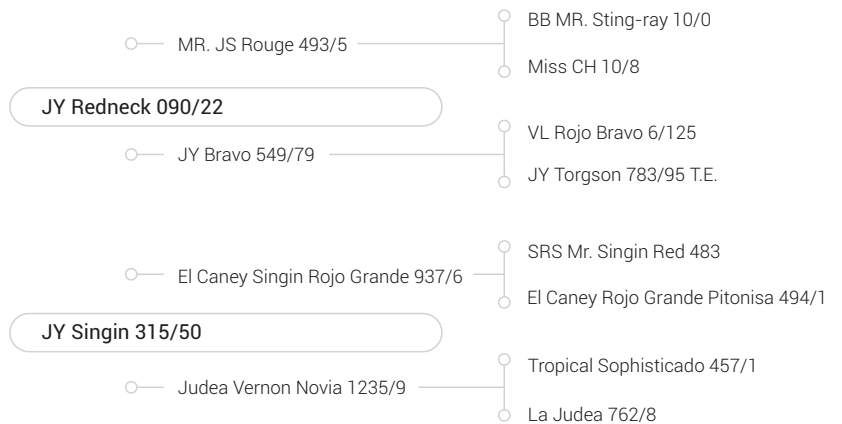 BB MR. Sting-ray 10/0
MR. JS Rouge 493/5
Miss CH 10/8
JY Redneck 090/22
VL Rojo Bravo 6/125
JY Bravo 549/79
JY Torgson 783/95 T.E.
SRS Mr. Singin Red 483
El Caney Singin Rojo Grande 937/6
El Caney Rojo Grande Pitonisa 494/1
JY Singin 315/50
Tropical Sophisticado 457/1
Judea Vernon Novia 1235/9
La Judea 762/8